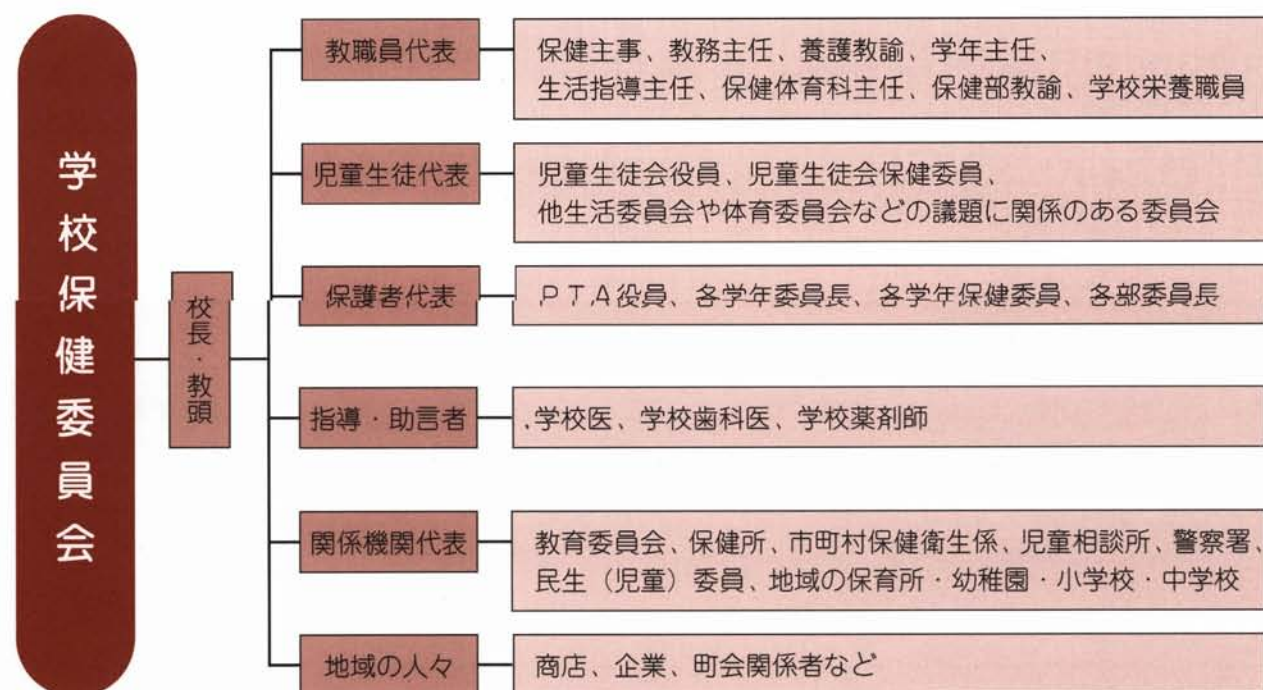 学校保健委員会
校長・教頭
教職員代表
保健主事、教務主任、養護教諭、学年主任、
生活指導主任、保健体育科主任、保健部教諭、学校栄養職員
児童生徒代表
児童生徒会役員、児童生徒会保健委員、
他生活委員会や体育委員会などの議題に関係のある委員会
保護者代表
PTA役員、各学年委員長、各学年保健委員、各部委員長
指導・助言者
学校医、学校歯科医、学校薬剤師
関係機関代表
教育委員会、保健所、市町村保健衛生係、児童相談所、警察署、
民生（児童）委員、地域の保育所・幼稚園・小学校・中学校
地域の人々
商店、企業、町会関係者など